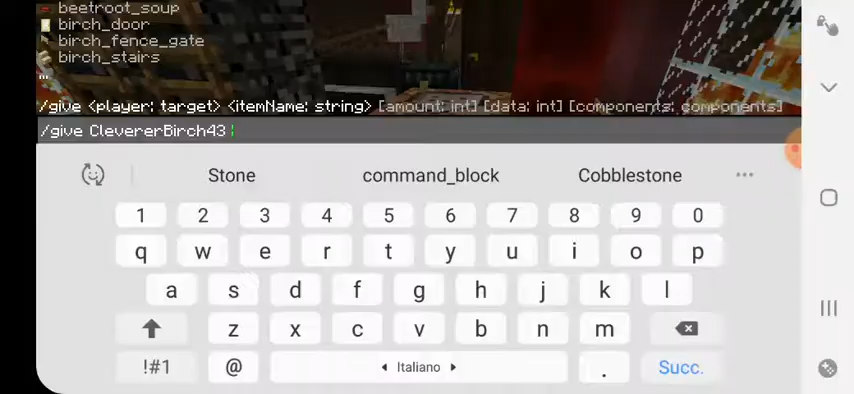 beetroot_soup
birch_door
birch_fence_gate
birch_stairs
...
/give <player: target> <itemName: string> [amount: int] [data: int] [components: components]
/give ClevererBirch43
Stone command_block Cobblestone ...
1 2 3 4 5 6 7 8 9 0
q w e r t y u i o p
a s d f g h j k l
z x c v b n m
!#1 @ Italiano . Succ.